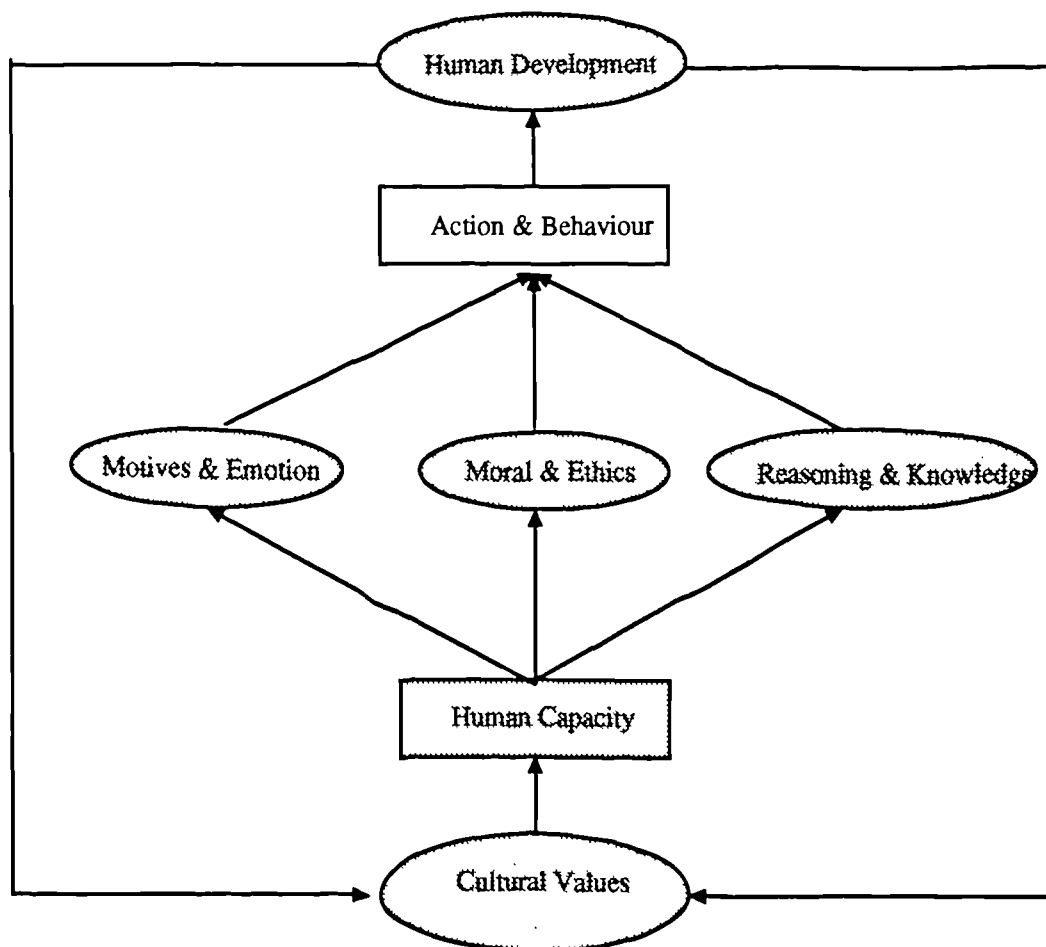 Human Development
Action & Behaviour
Motives & Emotion
Moral & Ethics
Reasoning & Knowledge
Human Capacity
Cultural Values